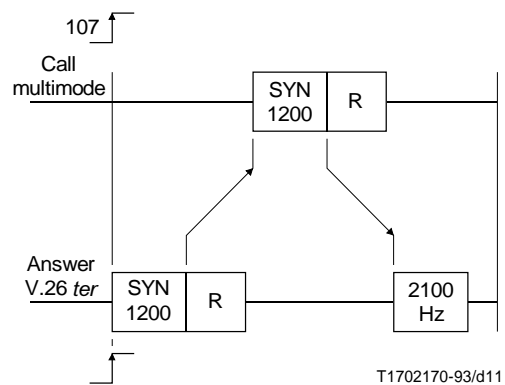 107
Call
multimode
SYN
1200
R
Answer
V.26 ter
SYN
1200
R
2100
Hz
T1702170-93/d11